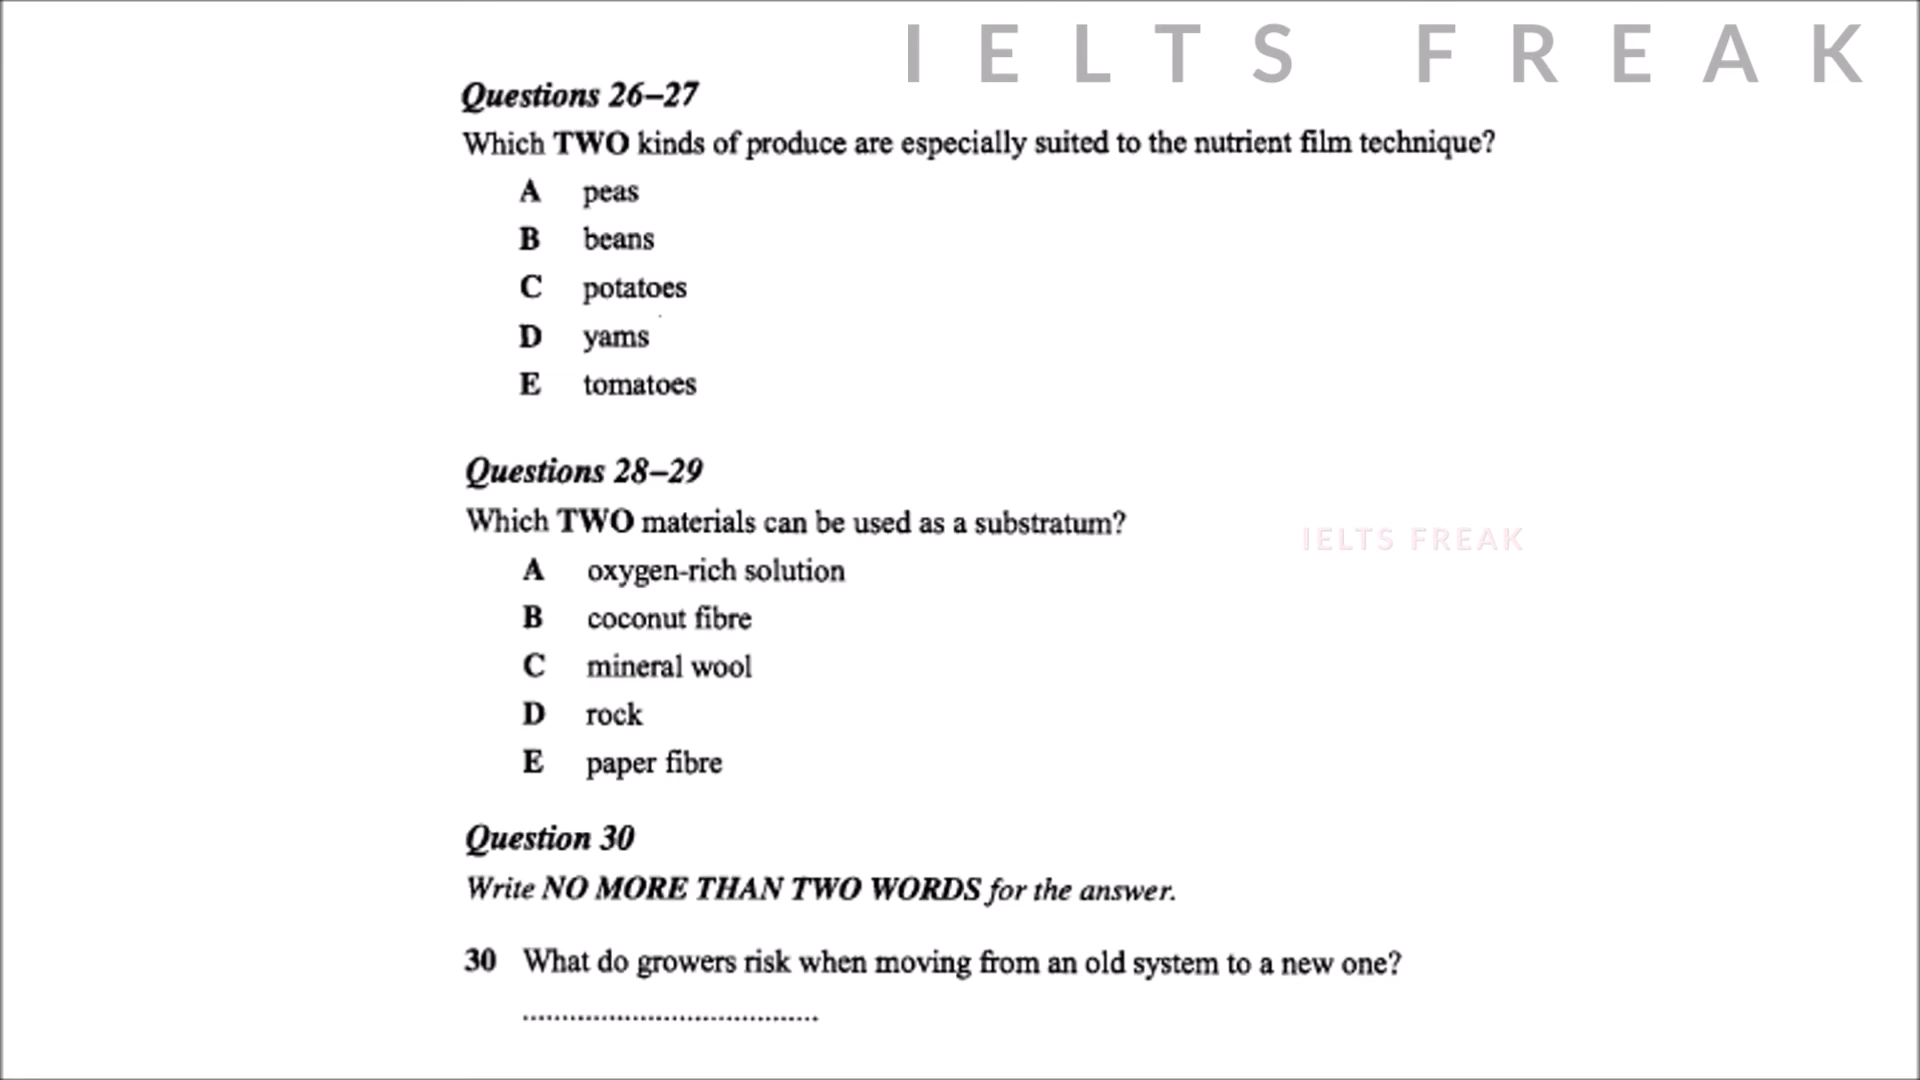 IELTS FREAK
Questions 26–27
Which TWO kinds of produce are especially suited to the nutrient film technique?
A peas
B beans
C potatoes
D yams
E tomatoes
Questions 28–29
Which TWO materials can be used as a substratum?
IELTS FREAK
A oxygen-rich solution
B coconut fibre
C mineral wool
D rock
E paper fibre
Question 30
Write NO MORE THAN TWO WORDS for the answer.
30 What do growers risk when moving from an old system to a new one?
......................................